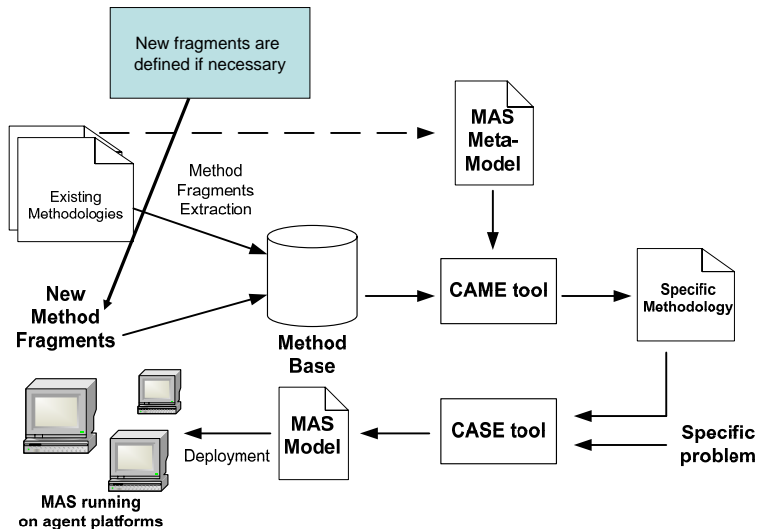 New fragments are
defined if necessary
MAS
Meta-
Model
Existing
Methodologies
Method
Fragments
Extraction
New
Method
Fragments
Method
Base
CAME tool
Specific
Methodology
MAS
Model
CASE tool
Specific
problem
Deployment
MAS running
on agent platforms